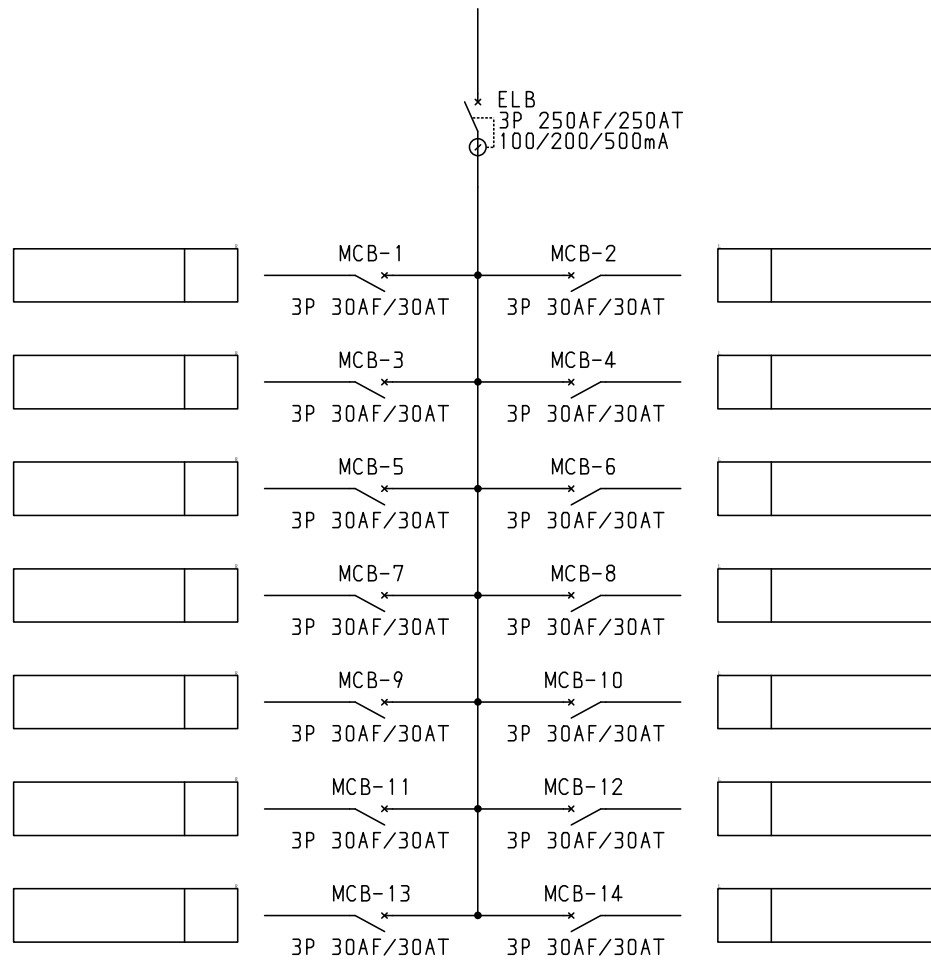 ELB
3P 250AF/250AT
100/200/500mA
MCB-1 MCB-2
3P 30AF/30AT 3P 30AF/30AT
MCB-3 MCB-4
3P 30AF/30AT 3P 30AF/30AT
MCB-5 MCB-6
3P 30AF/30AT 3P 30AF/30AT
MCB-7 MCB-8
3P 30AF/30AT 3P 30AF/30AT
MCB-9 MCB-10
3P 30AF/30AT 3P 30AF/30AT
MCB-11 MCB-12
3P 30AF/30AT 3P 30AF/30AT
MCB-13 MCB-14
3P 30AF/30AT 3P 30AF/30AT